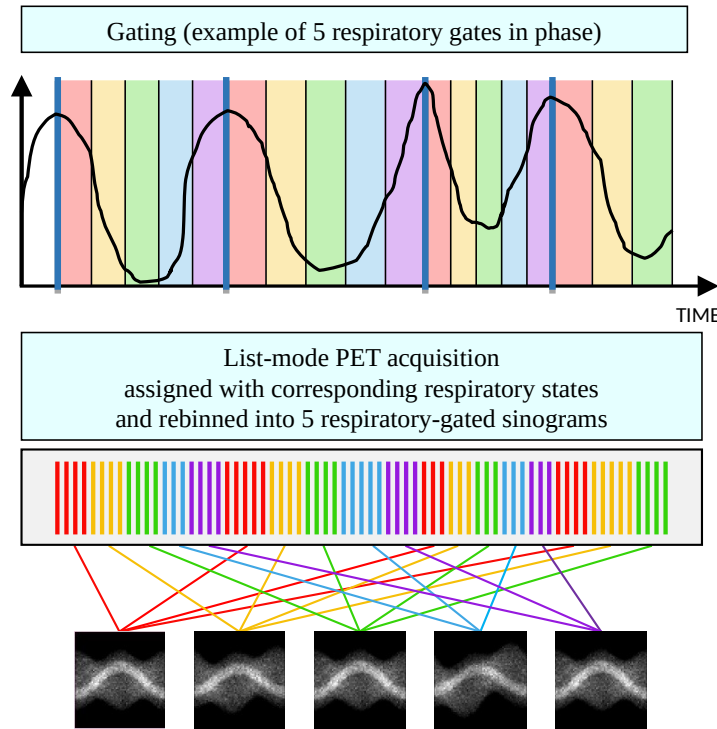 Gating (example of 5 respiratory gates in phase)
TIME
List-mode PET acquisition
assigned with corresponding respiratory states
and rebinned into 5 respiratory-gated sinograms